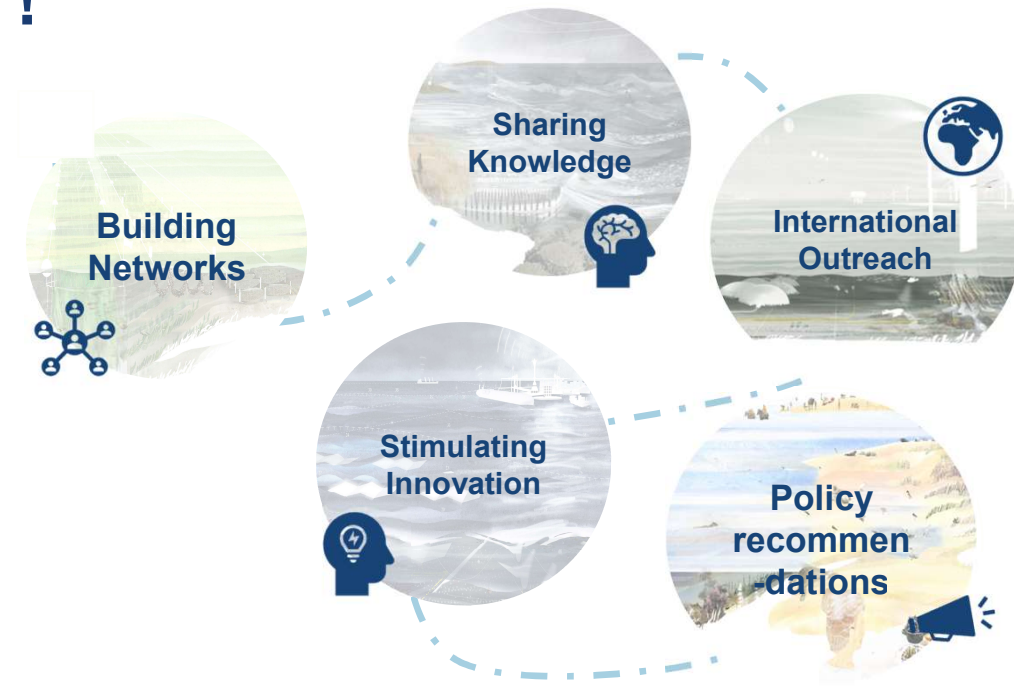 !
Building
Networks
Sharing
Knowledge
International
Outreach
Stimulating
Innovation
Policy
recommen
-dations